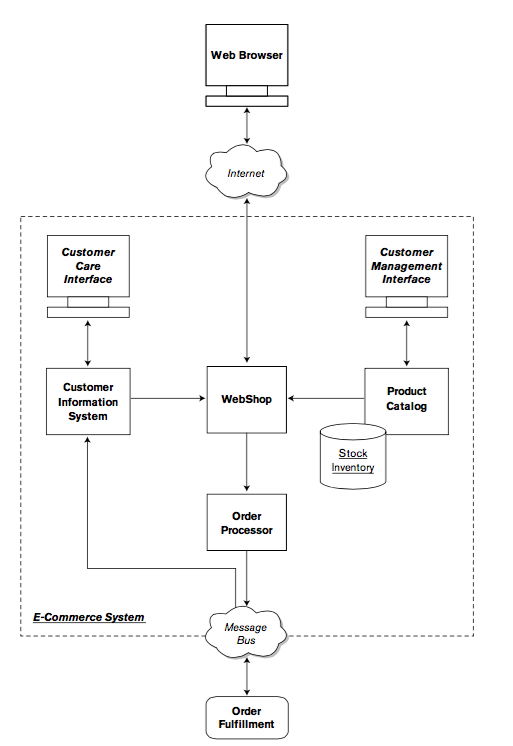 Web Browser
Internet
Customer
Care
Interface
Customer
Management
Interface
Customer
Information
System
WebShop
Product
Catalog
Stock
Inventory
Order
Processor
E-Commerce System
Message
Bus
Order
Fulfillment